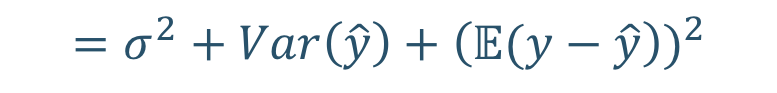 = σ² + Var(ŷ) + (𝔼(y − ŷ))²